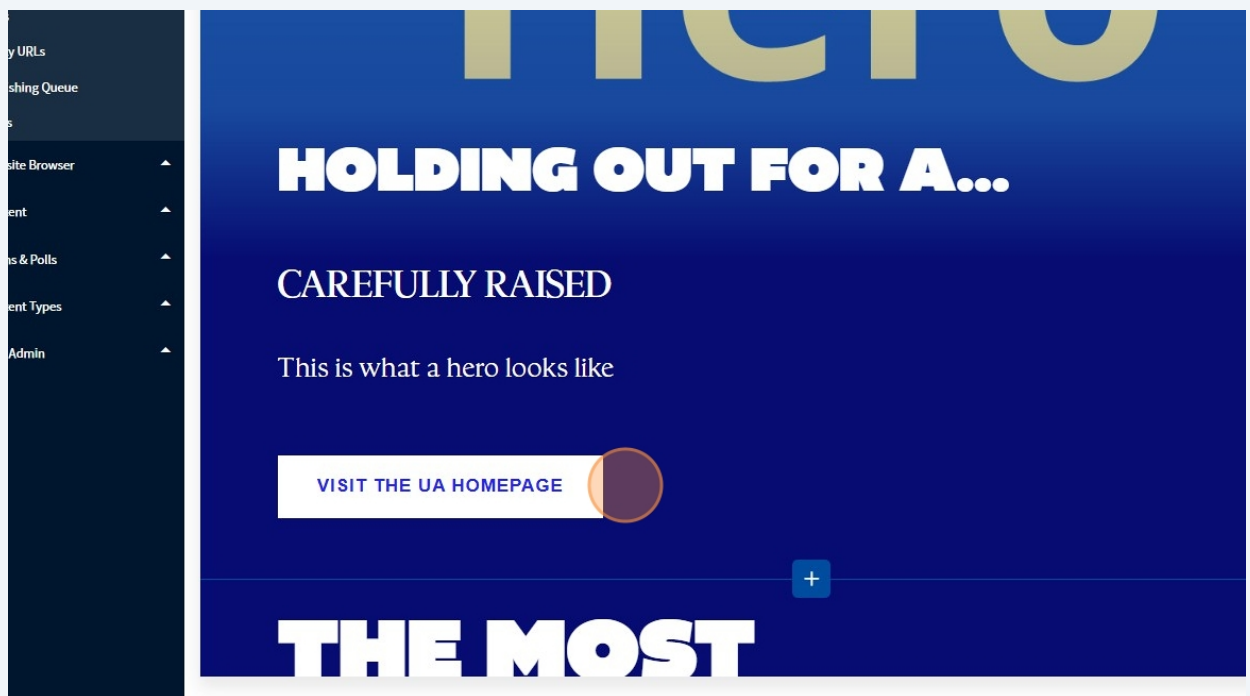 y URLs
shing Queue
s
site Browser
ent
ns & Polls
ent Types
Admin
Hero
HOLDING OUT FOR A...
CAREFULLY RAISED
This is what a hero looks like
VISIT THE UA HOMEPAGE
+
THE MOST